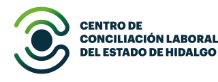 CENTRO DE
CONCILIACIÓN LABORAL
DEL ESTADO DE HIDALGO